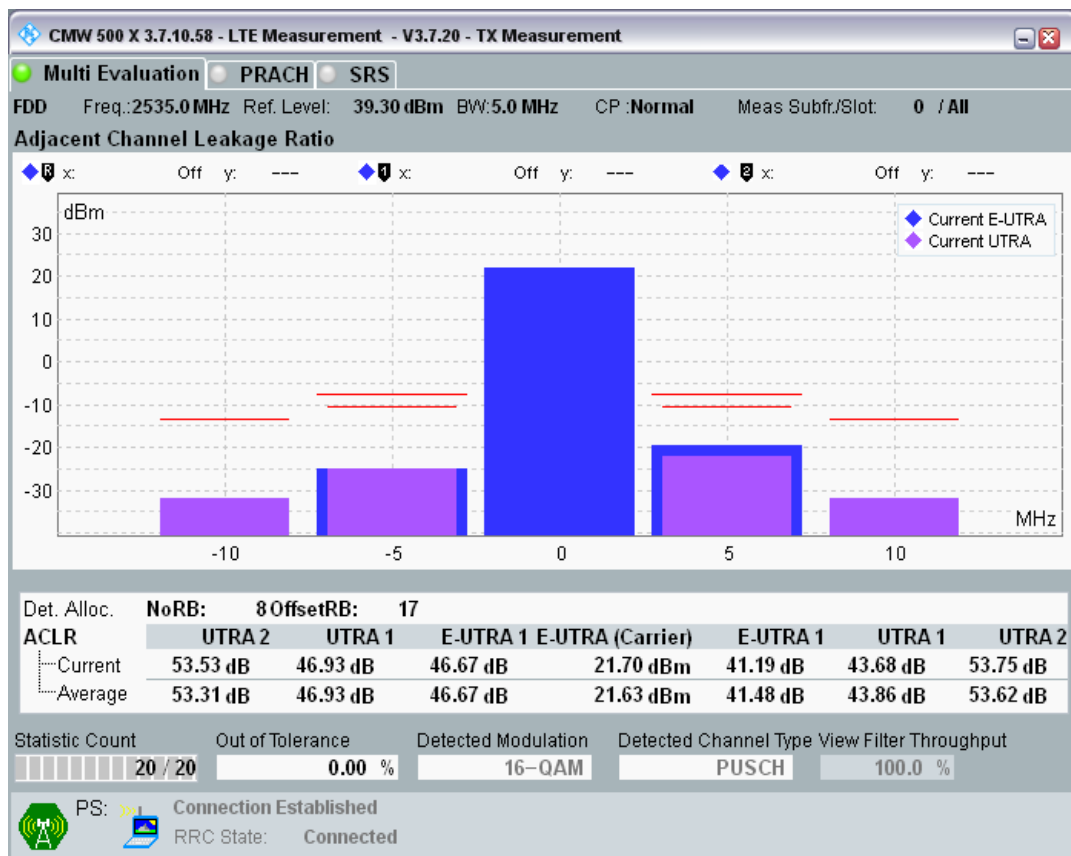 CMW 500 X 3.7.10.58 - LTE Measurement - V3.7.20 - TX Measurement
Multi Evaluation PRACH SRS
FDD Freg.:2535.0 MHz Ref. Level: 39.30 dBm BW:5.0 MHz CP :Normal Meas Subfr./Slot: 0 / All
Adjacent Channel Leakage Ratio
R x: Off y: --- 1 x: Off y: --- 2 x: Off y: ---
dBm
Current E-UTRA
Current UTRA
30
20
10
0
-10
-20
-30
MHz
-10 -5 0 5 10
Det. Alloc. NoRB: 8 OffsetRB: 17
ACLR UTRA 2 UTRA 1 E-UTRA 1 E-UTRA (Carrier) E-UTRA 1 UTRA 1 UTRA 2
Current 53.53 dB 46.93 dB 46.67 dB 21.70 dBm 41.19 dB 43.68 dB 53.75 dB
Average 53.31 dB 46.93 dB 46.67 dB 21.63 dBm 41.48 dB 43.86 dB 53.62 dB
Statistic Count Out of Tolerance Detected Modulation Detected Channel Type View Filter Throughput
20 / 20 0.00 % 16-QAM PUSCH 100.0 %
PS: Connection Established
RRC State: Connected